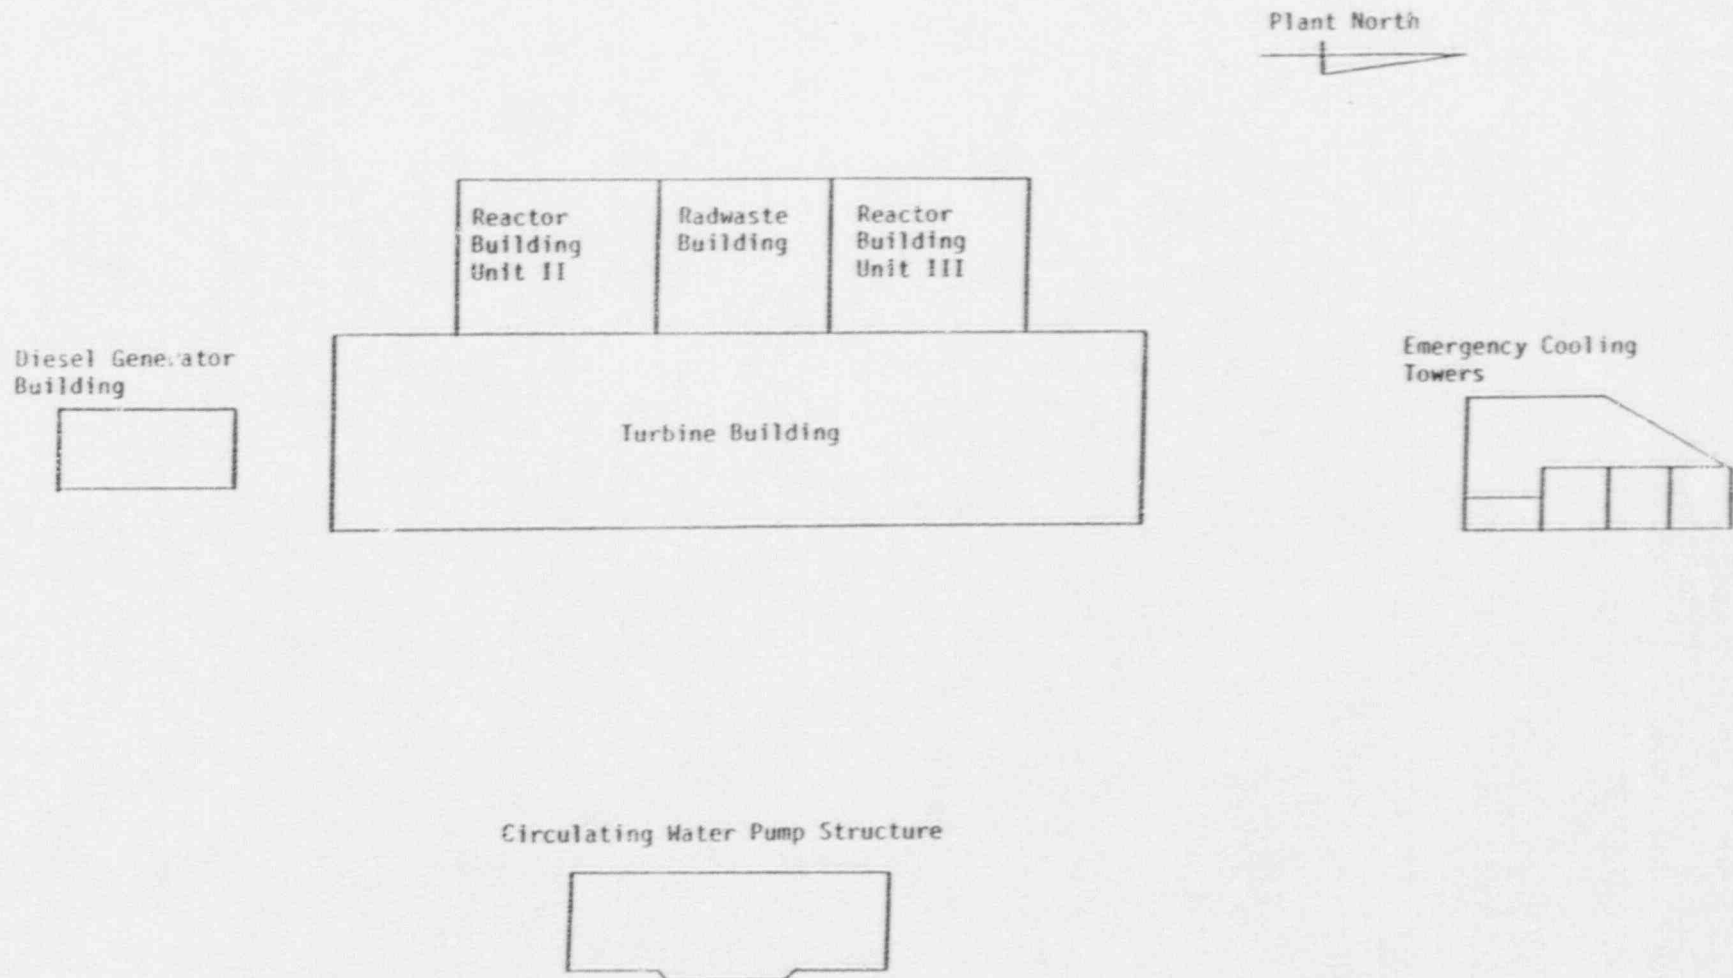 Plant North
Reactor
Building
Unit II
Radwaste
Building
Reactor
Building
Unit III
Diesel Generator
Building
Turbine Building
Emergency Cooling
Towers
Circulating Water Pump Structure